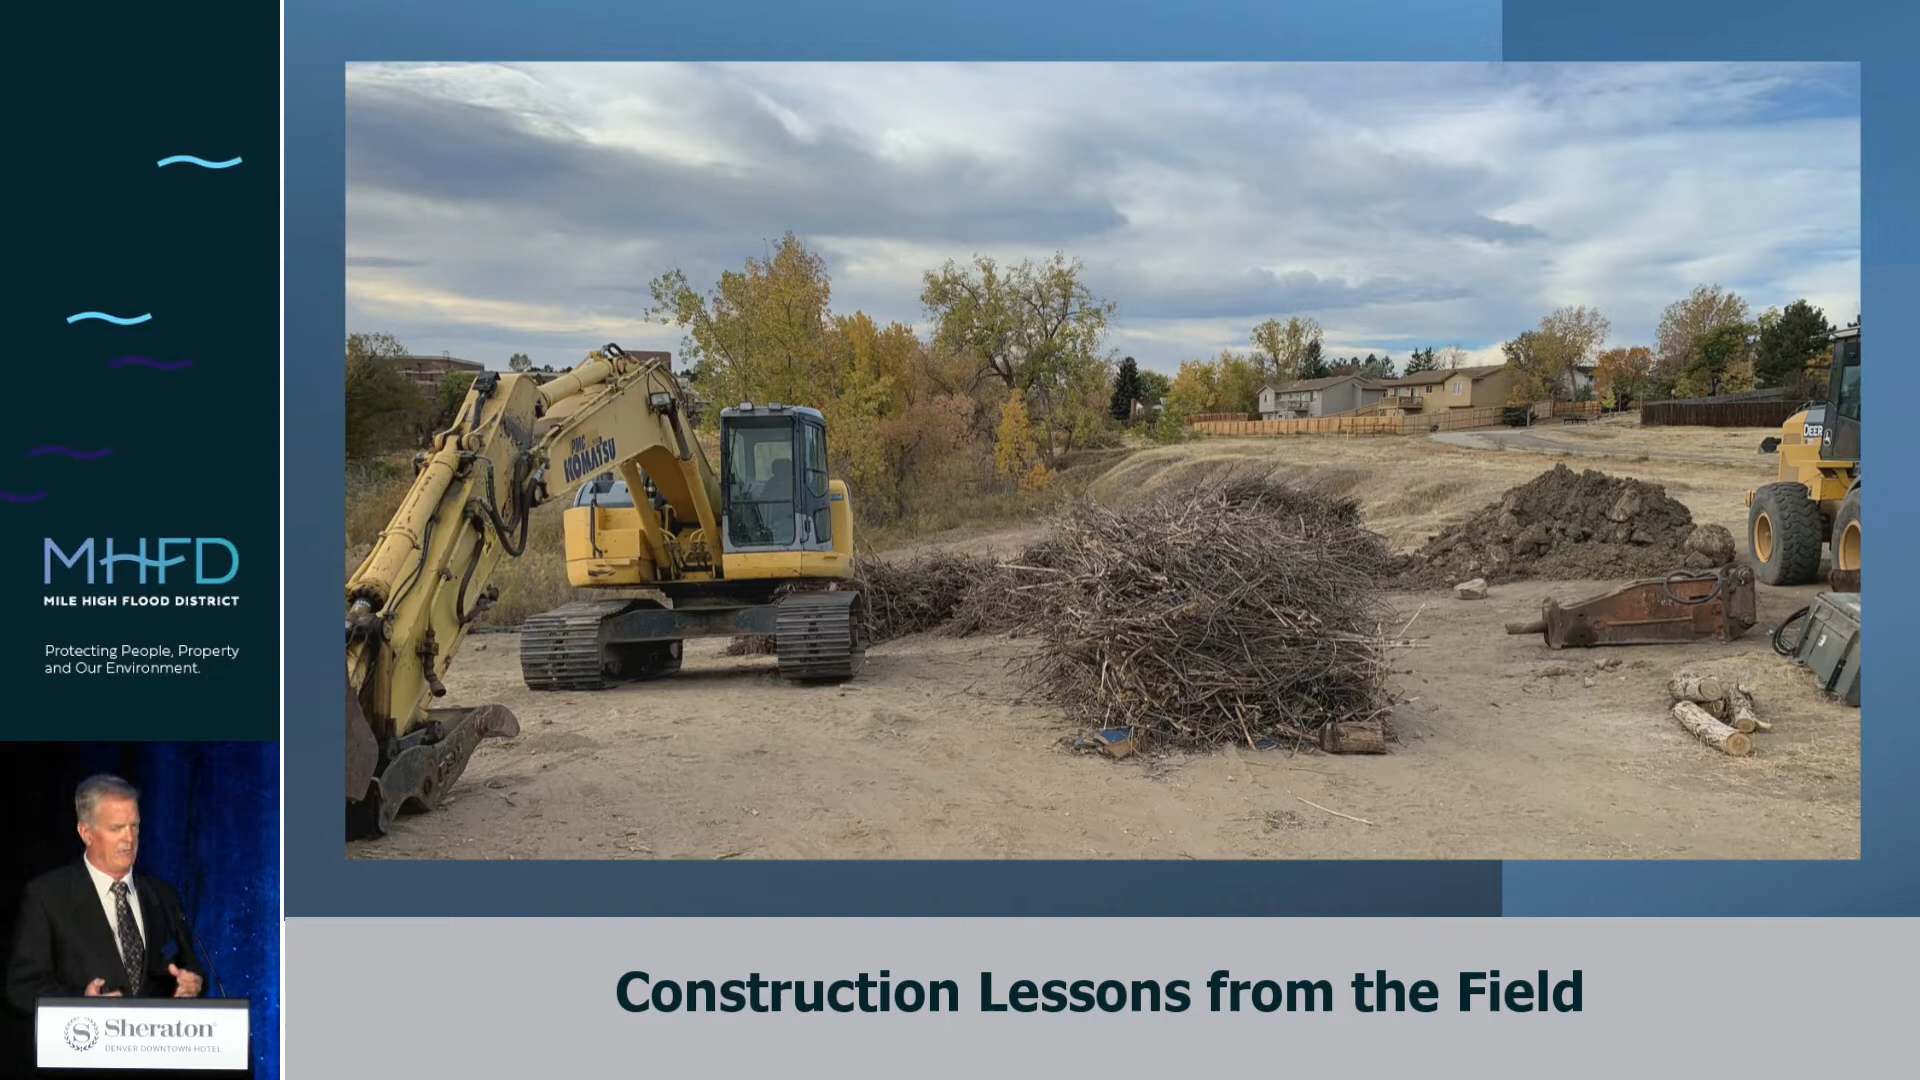 MHFD
MILE HIGH FLOOD DISTRICT
Protecting People, Property
and Our Environment.
PMC
KOMATSU
DEERE
S Sheraton
DENVER DOWNTOWN HOTEL
Construction Lessons from the Field